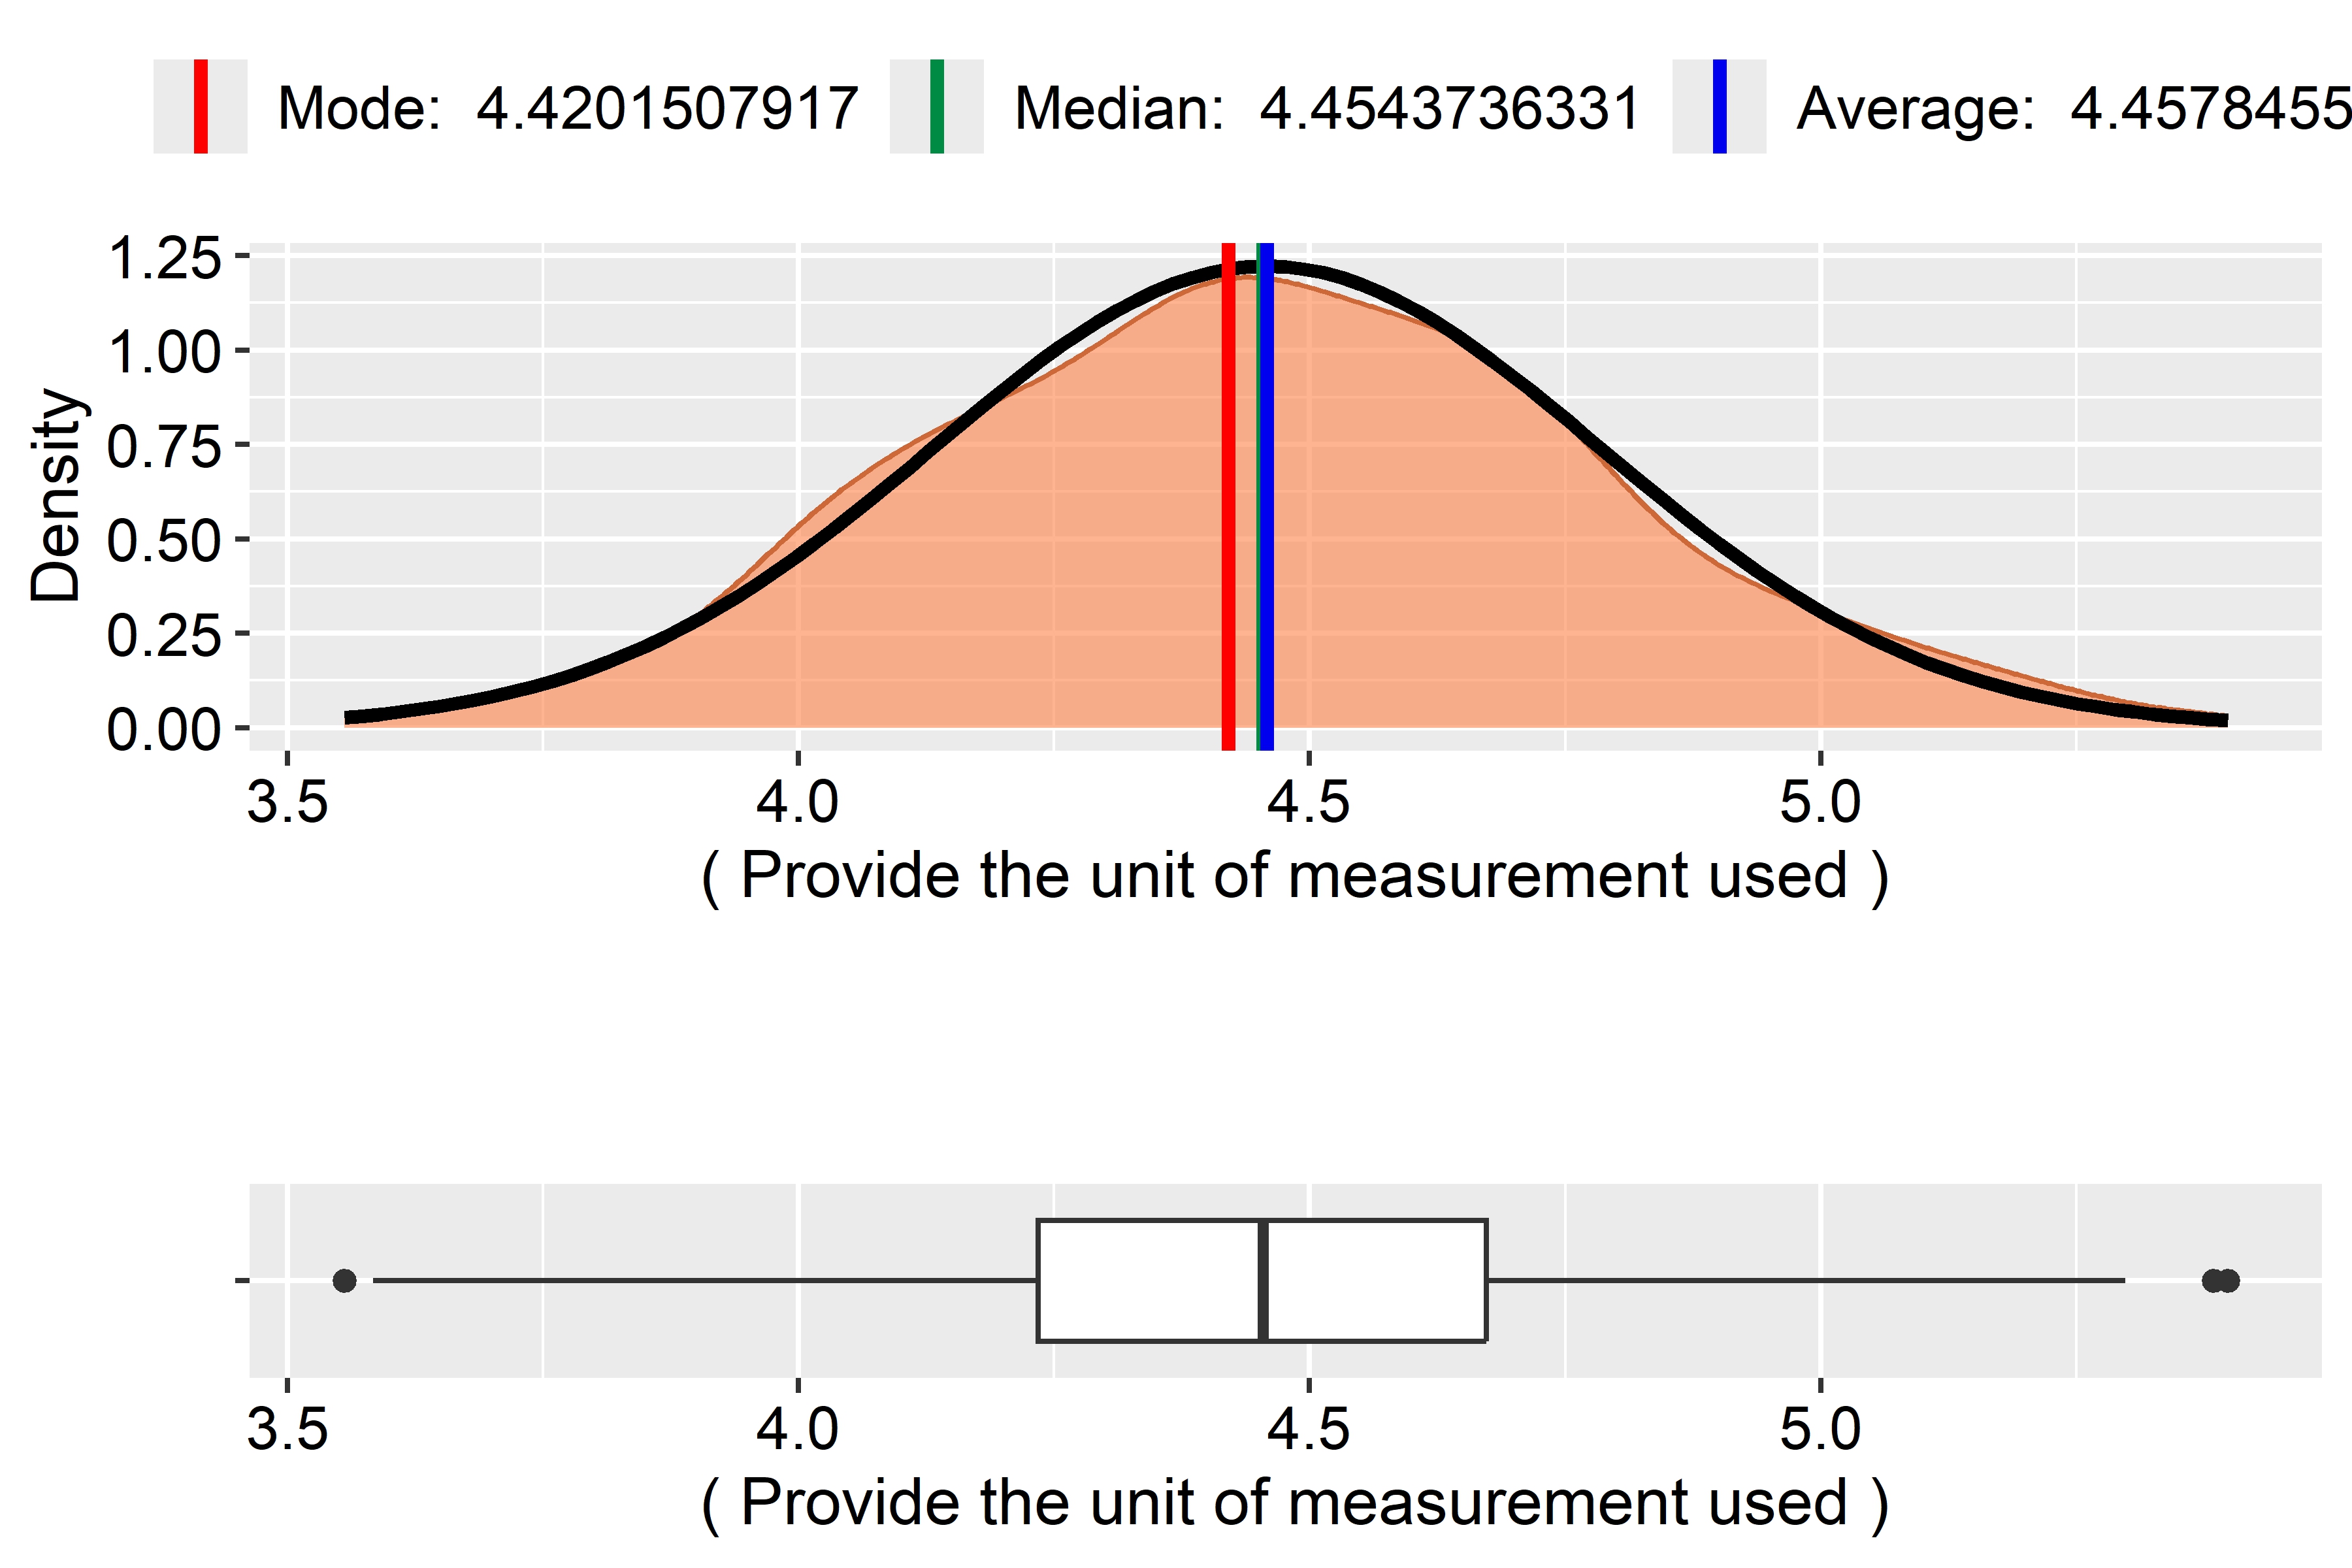 Mode: 4.4201507917 Median: 4.4543736331 Average: 4.4578455
Density
1.25
1.00
0.75
0.50
0.25
0.00
3.5 4.0 4.5 5.0
( Provide the unit of measurement used )
3.5 4.0 4.5 5.0
( Provide the unit of measurement used )